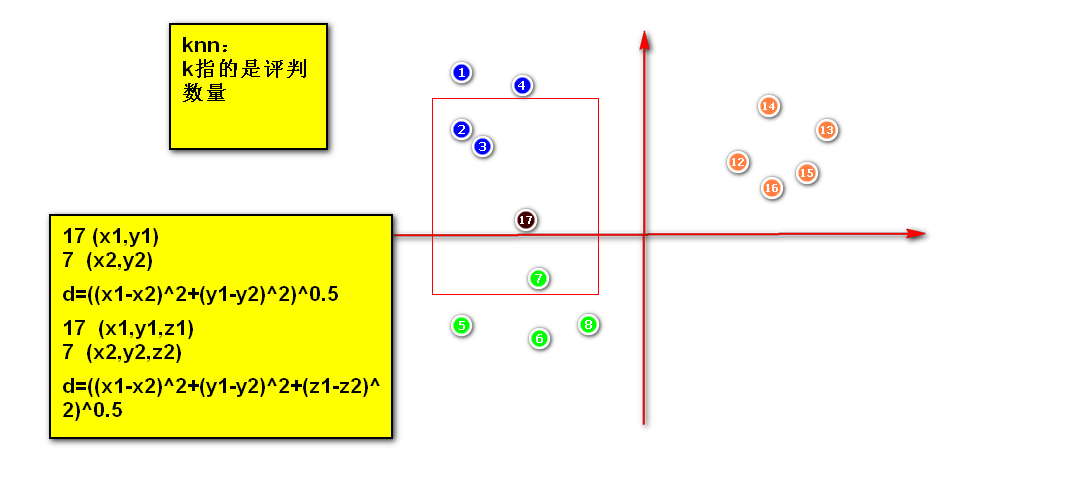 knn：
k指的是评判
数量
1
4
2
3
14
13
12
15
16
17
7
5
6
8
17 (x1,y1)
7  (x2,y2)
d=((x1-x2)^2+(y1-y2)^2)^0.5
17  (x1,y1,z1)
7  (x2,y2,z2)
d=((x1-x2)^2+(y1-y2)^2+(z1-z2)^
2)^0.5